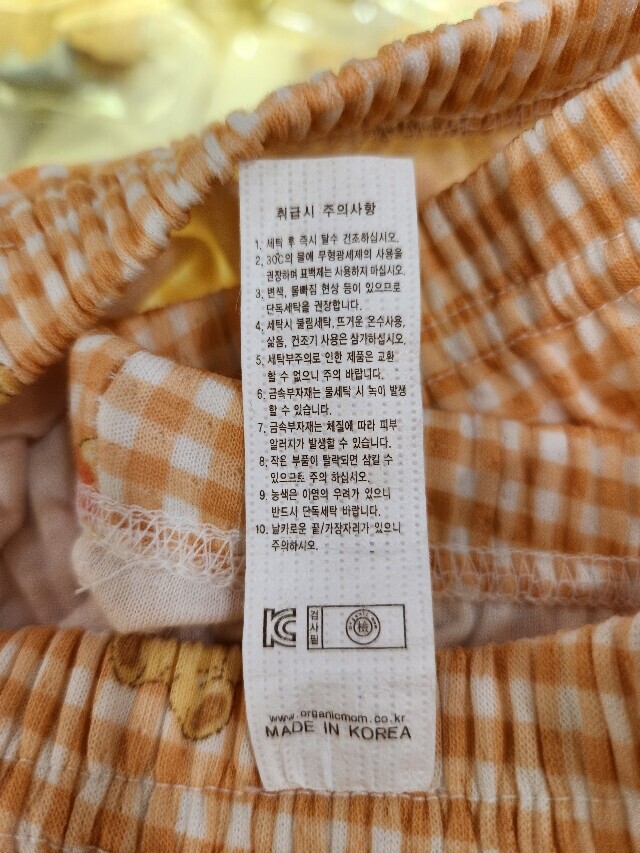 취급시 주의사항
1. 세탁 후 즉시 탈수 건조하십시오.
2. 30C의 물에 무형광세제의 사용을
권장하며 표백제는 사용하지 마십시오.
3. 변색, 물빠짐 현상 등이 있으므로
단독세탁을 권장합니다.
4. 세탁시 불림세탁, 뜨거운 온수사용,
삶음, 건조기 사용은 삼가하십시오.
5. 세탁부주의로 인한 제품은 교환
할 수 없으니 주의 바랍니다.
6. 금속부자재는 물세탁 시 녹이 발생
할 수 있습니다.
7. 금속부자재는 체질에 따라 피부
알러지가 발생할 수 있습니다.
8. 작은 부품이 탈락되면 삼킬 수
있으므로 주의 하십시오.
9. 농색은 이염의 우려가 있으니
반드시 단독세탁 바랍니다.
10. 날카로운 끝/가장자리가 있으니
주의하십시오.
KC 검사필 檢
www.organicmom.co.kr
MADE IN KOREA